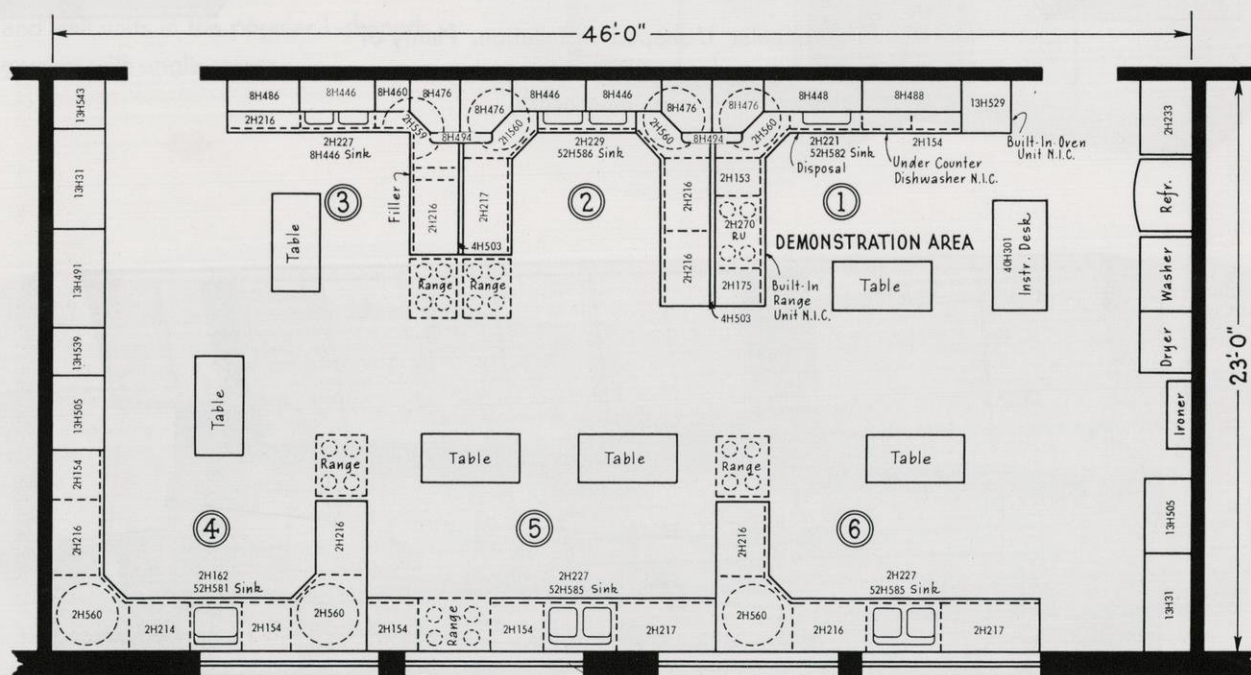 46'-0"
13H543
8H486
8H446
8H460
8H476
8H476
8H446
8H446
8H476
8H476
8H448
8H488
13H529
2H233
2H216
2H559
8H494
2H560
2H560
8H494
2H560
2H227
8H446 Sink
2H229
52H586 Sink
2H221
52H582 Sink
Disposal
2H154
Under Counter
Dishwasher N.I.C.
Built-In Oven
Unit N.I.C.
13H31
3
Filler
2H216
2H217
2
2H216
2H153
2H270
RU
1
Refr.
Table
4H503
DEMONSTRATION AREA
40H301
Instr. Desk
23'-0"
13H491
Range
Range
2H216
2H175
Built-In
Range
Unit N.I.C.
Table
Washer
4H503
13H539
Dryer
13H505
Table
Ironer
2H154
Range
Table
Table
Range
Table
2H216
4
2H216
5
2H216
6
13H505
2H162
52H581 Sink
2H227
52H585 Sink
2H227
52H585 Sink
13H31
2H560
2H214
2H154
2H560
2H154
Range
2H154
2H217
2H560
2H216
2H217